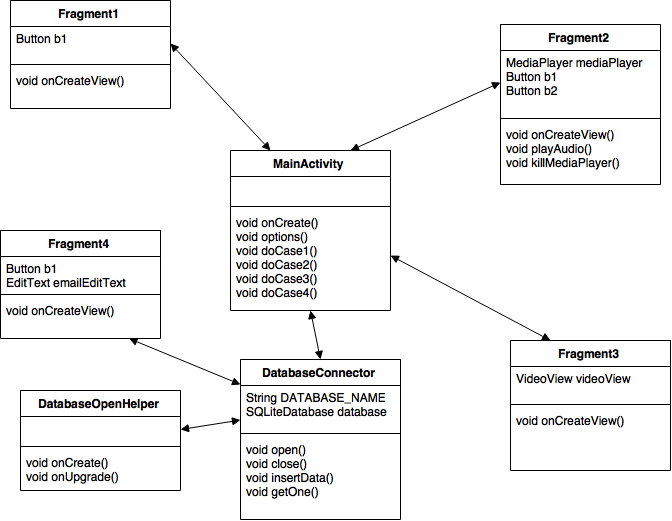 Fragment1
Button b1
void onCreateView()
Fragment2
MediaPlayer mediaPlayer
Button b1
Button b2
void onCreateView()
void playAudio()
void killMediaPlayer()
MainActivity
void onCreate()
void options()
void doCase1()
void doCase2()
void doCase3()
void doCase4()
Fragment4
Button b1
EditText emailEditText
void onCreateView()
Fragment3
VideoView videoView
void onCreateView()
DatabaseConnector
String DATABASE_NAME
SQLiteDatabase database
void open()
void close()
void insertData()
void getOne()
DatabaseOpenHelper
void onCreate()
void onUpgrade()